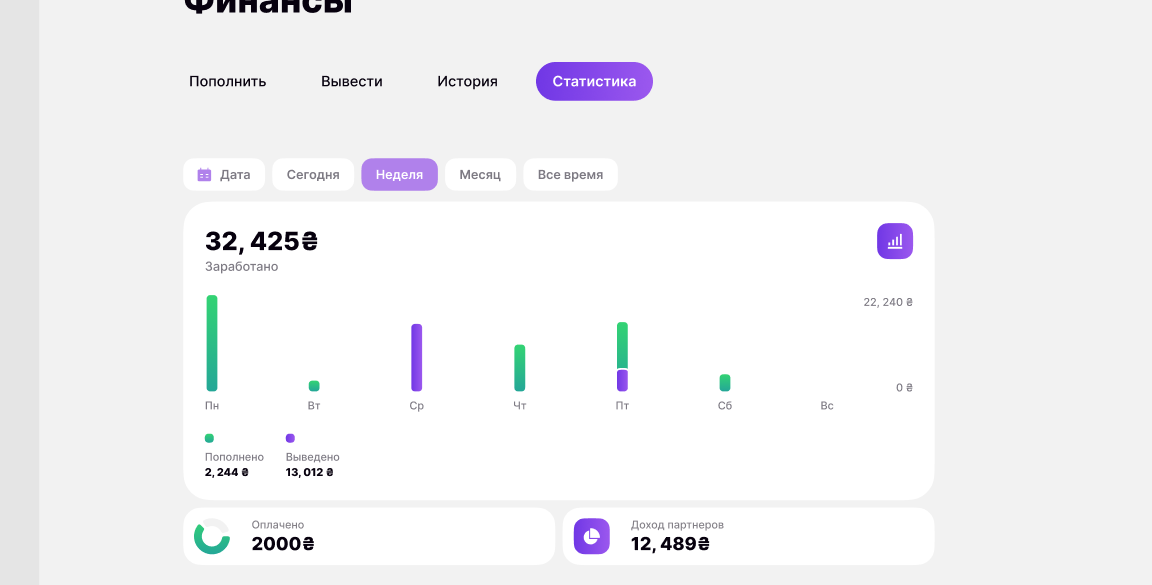 Финансы
Пополнить Вывести История Статистика
Дата Сегодня Неделя Месяц Все время
32, 425₴
Заработано
22, 240 ₴
0 ₴
Пн Вт Ср Чт Пт Сб Вс
Пополнено Выведено
2, 244 ₴ 13, 012 ₴
Оплачено Доход партнеров
2000₴ 12, 489₴